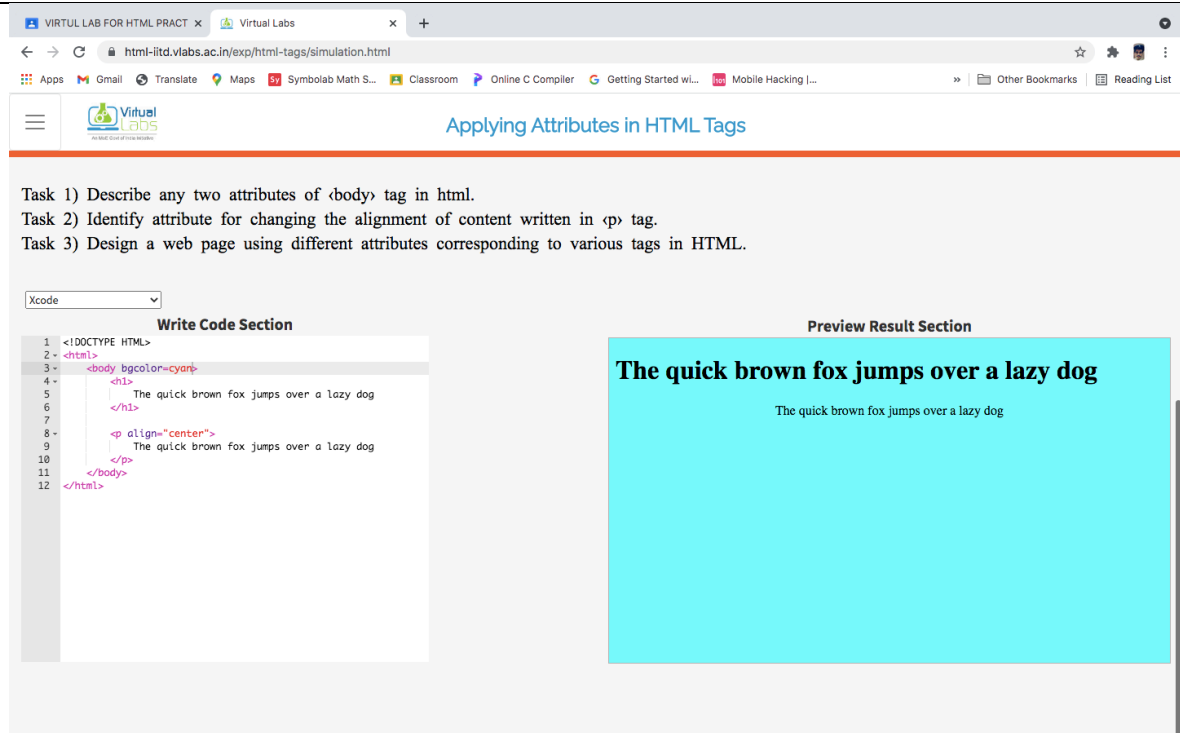 VIRTUL LAB FOR HTML PRACT
Virtual Labs
html-iitd.vlabs.ac.in/exp/html-tags/simulation.html
Apps Gmail Translate Maps Sy Symbolab Math S... Classroom Online C Compiler Getting Started wi... Mobile Hacking |... » Other Bookmarks Reading List
Virtual
Labs
Applying Attributes in HTML Tags
Task 1) Describe any two attributes of ‹body› tag in html.
Task 2) Identify attribute for changing the alignment of content written in ‹p› tag.
Task 3) Design a web page using different attributes corresponding to various tags in HTML.
Xcode
Write Code Section
1 <!DOCTYPE HTML>
2 <html>
3 <body bgcolor=cyan>
4 <h1>
5 The quick brown fox jumps over a lazy dog
6 </h1>
7
8 <p align="center">
9 The quick brown fox jumps over a lazy dog
10 </p>
11 </body>
12 </html>
Preview Result Section
The quick brown fox jumps over a lazy dog
The quick brown fox jumps over a lazy dog